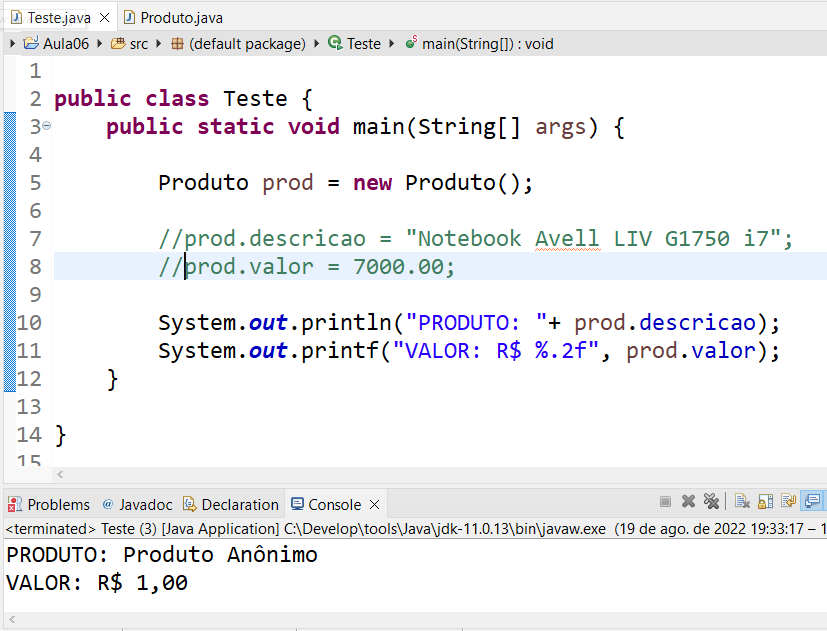 Teste.java Produto.java
Aula06 src (default package) Teste main(String[]) : void
1
2 public class Teste {
3 public static void main(String[] args) {
4
5 Produto prod = new Produto();
6
7 //prod.descricao = "Notebook Avell LIV G1750 i7";
8 //prod.valor = 7000.00;
9
10 System.out.println("PRODUTO: "+ prod.descricao);
11 System.out.printf("VALOR: R$ %.2f", prod.valor);
12 }
13
14 }
15
Problems @ Javadoc Declaration Console
<terminated> Teste (3) [Java Application] C:\Develop\tools\Java\jdk-11.0.13\bin\javaw.exe (19 de ago. de 2022 19:33:17 – 1
PRODUTO: Produto Anônimo
VALOR: R$ 1,00